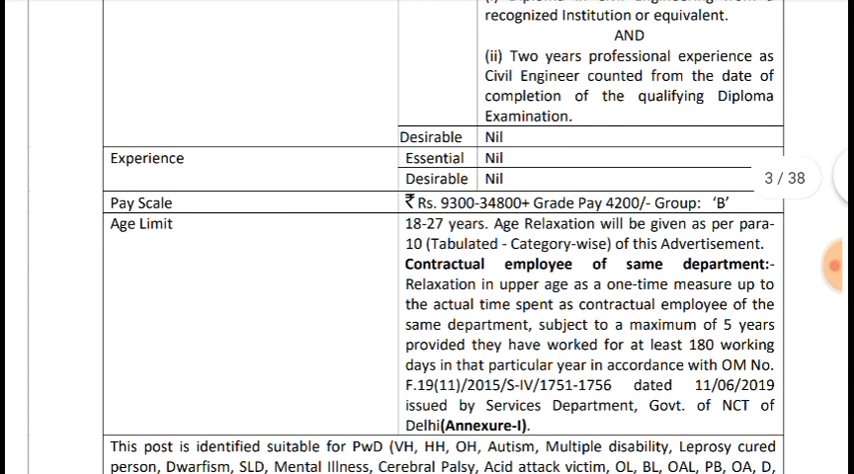 recognized Institution or equivalent.
AND
(ii) Two years professional experience as
Civil Engineer counted from the date of
completion of the qualifying Diploma
Examination.
Desirable Nil
Experience Essential Nil
Desirable Nil
3 / 38
Pay Scale ₹ Rs. 9300-34800+ Grade Pay 4200/- Group: 'B'
Age Limit 18-27 years. Age Relaxation will be given as per para-
10 (Tabulated - Category-wise) of this Advertisement.
Contractual employee of same department:-
Relaxation in upper age as a one-time measure up to
the actual time spent as contractual employee of the
same department, subject to a maximum of 5 years
provided they have worked for at least 180 working
days in that particular year in accordance with OM No.
F.19(11)/2015/S-IV/1751-1756 dated 11/06/2019
issued by Services Department, Govt. of NCT of
Delhi(Annexure-I).
This post is identified suitable for PwD (VH, HH, OH, Autism, Multiple disability, Leprosy cured
person, Dwarfism, SLD, Mental Illness, Cerebral Palsy, Acid attack victim, OL, BL, OAL, PB, OA, D,